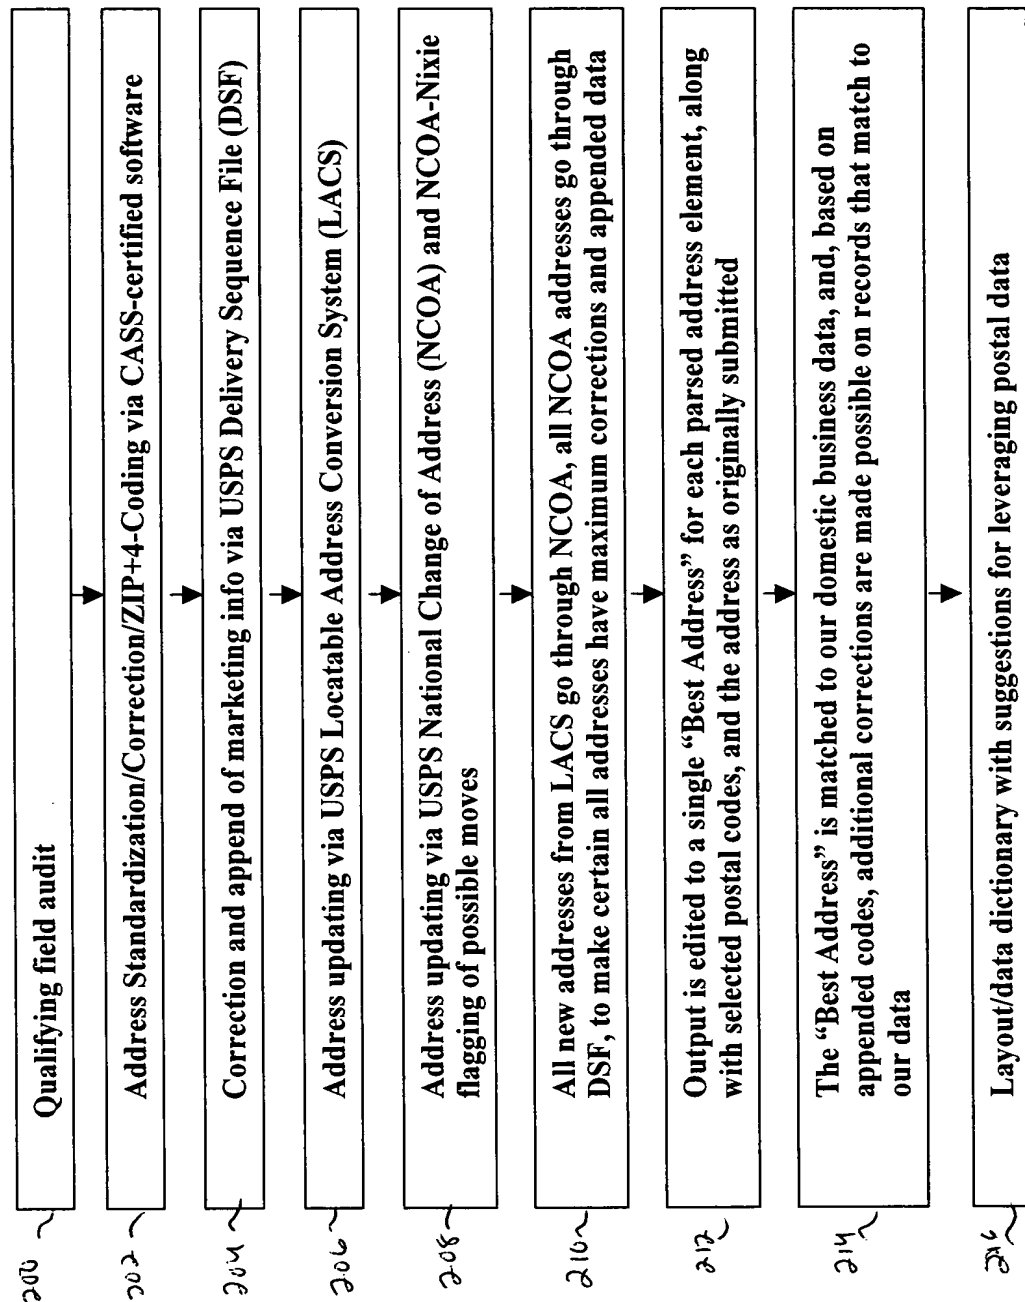 200
Qualifying field audit
202
Address Standardization/Correction/ZIP+4-Coding via CASS-certified software
204
Correction and append of marketing info via USPS Delivery Sequence File (DSF)
206
Address updating via USPS Locatable Address Conversion System (LACS)
208
Address updating via USPS National Change of Address (NCOA) and NCOA-Nixie
flagging of possible moves
210
All new addresses from LACS go through NCOA, all NCOA addresses go through
DSF, to make certain all addresses have maximum corrections and appended data
212
Output is edited to a single “Best Address” for each parsed address element, along
with selected postal codes, and the address as originally submitted
214
The “Best Address” is matched to our domestic business data, and, based on
appended codes, additional corrections are made possible on records that match to
our data
216
Layout/data dictionary with suggestions for leveraging postal data